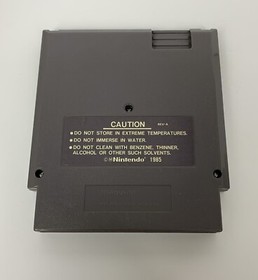 CAUTION
• DO NOT STORE IN EXTREME TEMPERATURES.
• DO NOT IMMERSE IN WATER.
• DO NOT CLEAN WITH BENZENE, THINNER,
ALCOHOL OR OTHER SUCH SOLVENTS.
©®Nintendo 1985